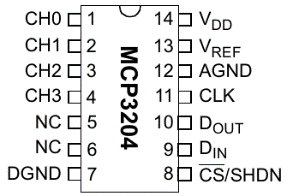 CH0 1 14 VDD
CH1 2 13 VREF
CH2 3 12 AGND
CH3 4 11 CLK
NC 5 10 DOUT
NC 6 9 DIN
DGND 7 8 CS/SHDN
MCP3204